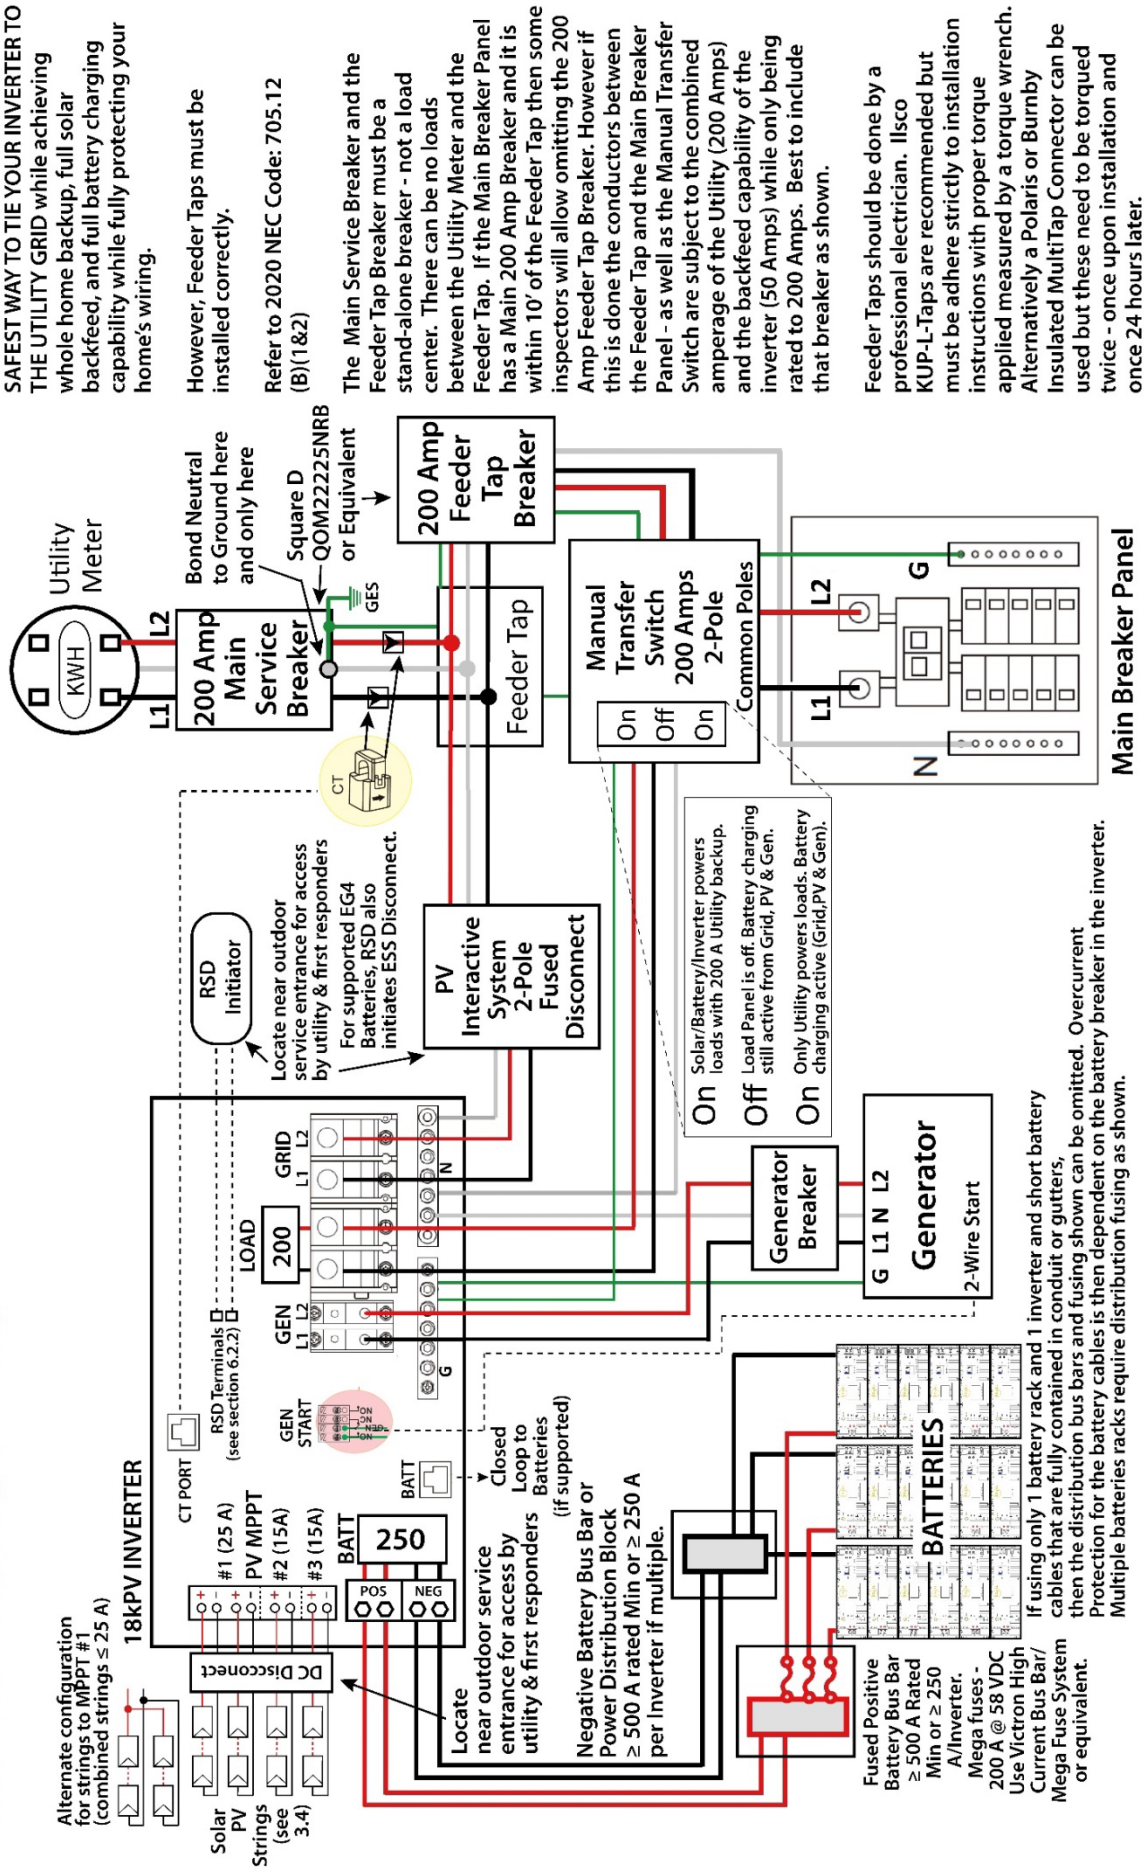 SAFEST WAY TO TIE YOUR INVERTER TO
THE UTILITY GRID while achieving
whole home backup, full solar
backfeed, and full battery charging
capability while fully protecting your
home's wiring.
However, Feeder Taps must be
installed correctly.
Refer to 2020 NEC Code: 705.12
(B)(1&2)
The Main Service Breaker and the
Feeder Tap Breaker must be a
stand-alone breaker - not a load
center. There can be no loads
between the Utility Meter and the
Feeder Tap. If the Main Breaker Panel
has a Main 200 Amp Breaker and it is
within 10' of the Feeder Tap then some
inspectors will allow omitting the 200
Amp Feeder Tap Breaker. However if
this is done the conductors between
the Feeder Tap and the Main Breaker
Panel - as well as the Manual Transfer
Switch are subject to the combined
amperage of the Utility (200 Amps)
and the backfeed capability of the
inverter (50 Amps) while only being
rated to 200 Amps. Best to include
that breaker as shown.
Feeder Taps should be done by a
professional electrician. Ilsco
KUP-L-Taps are recommended but
must be adhere strictly to installation
instructions with proper torque
applied measured by a torque wrench.
Alternatively a Polaris or Burnby
Insulated MultiTap Connector can be
used but these need to be torqued
twice - once upon installation and
once 24 hours later.
Utility
Meter
KWH
L1
L2
200 Amp
Main
Service
Breaker
Bond Neutral
to Ground here
and only here
Square D
QOM22225NRB
or Equivalent
GES
200 Amp
Feeder
Tap
Breaker
Feeder Tap
CT
Manual
Transfer
Switch
200 Amps
2-Pole
Common Poles
On
Off
On
L1
L2
G
N
Main Breaker Panel
RSD
Initiator
Locate near outdoor
service entrance for access
by utility & first responders
For supported EG4
Batteries, RSD also
initiates ESS Disconnect.
PV
Interactive
System
2-Pole
Fused
Disconnect
On Solar/Battery/Inverter powers
loads with 200 A Utility backup.
Off Load Panel is off. Battery charging
still active from Grid, PV & Gen.
On Only Utility powers loads. Battery
charging active (Grid,PV & Gen).
Alternate configuration
for strings to MPPT #1
(combined strings ≤ 25 A)
18kPV INVERTER
CT PORT
RSD Terminals
(see section 6.2.2)
GEN
START
NO
NC
GEN
NO
GEN
L1 L2
LOAD
200
GRID
L1 L2
G
N
Solar
PV
Strings
(see
3.4)
DC Discconect
+
-
+
-
+
-
+
-
#1 (25 A)
PV MPPT
#2 (15A)
#3 (15A)
BATT
250
POS
NEG
BATT
Closed
Loop to
Batteries
(if supported)
Locate
near outdoor service
entrance for access by
utility & first responders
Negative Battery Bus Bar or
Power Distribution Block
≥ 500 A rated Min or ≥ 250 A
per Inverter if multiple.
Generator
Breaker
G L1 N L2
Generator
2-Wire Start
Fused Positive
Battery Bus Bar
≥ 500 A Rated
Min or ≥ 250
A/Inverter.
Mega fuses -
200 A @ 58 VDC
Use Victron High
Current Bus Bar/
Mega Fuse System
or equivalent.
BATTERIES
If using only 1 battery rack and 1 inverter and short battery
cables that are fully contained in conduit or gutters,
then the distribution bus bars and fusing shown can be omitted. Overcurrent
Protection for the battery cables is then dependent on the battery breaker in the inverter.
Multiple batteries racks require distribution fusing as shown.